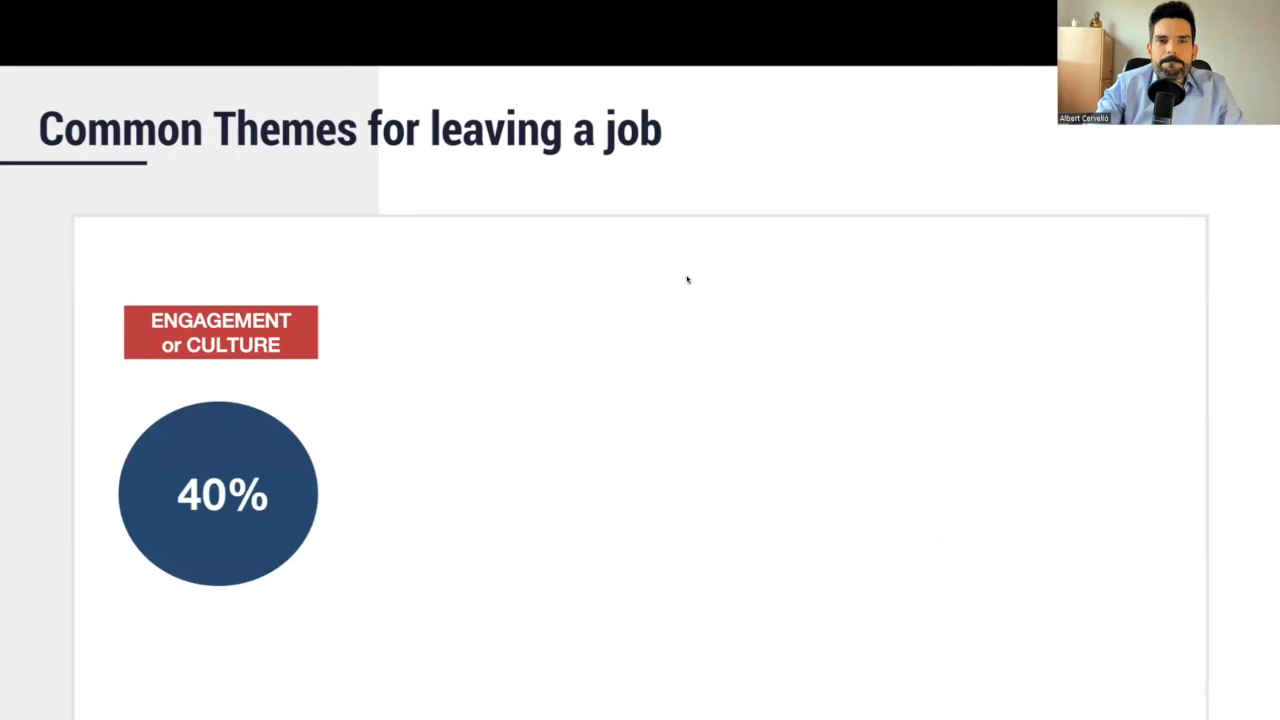 Common Themes for leaving a job
Albert Cervelló
ENGAGEMENT
or CULTURE
40%